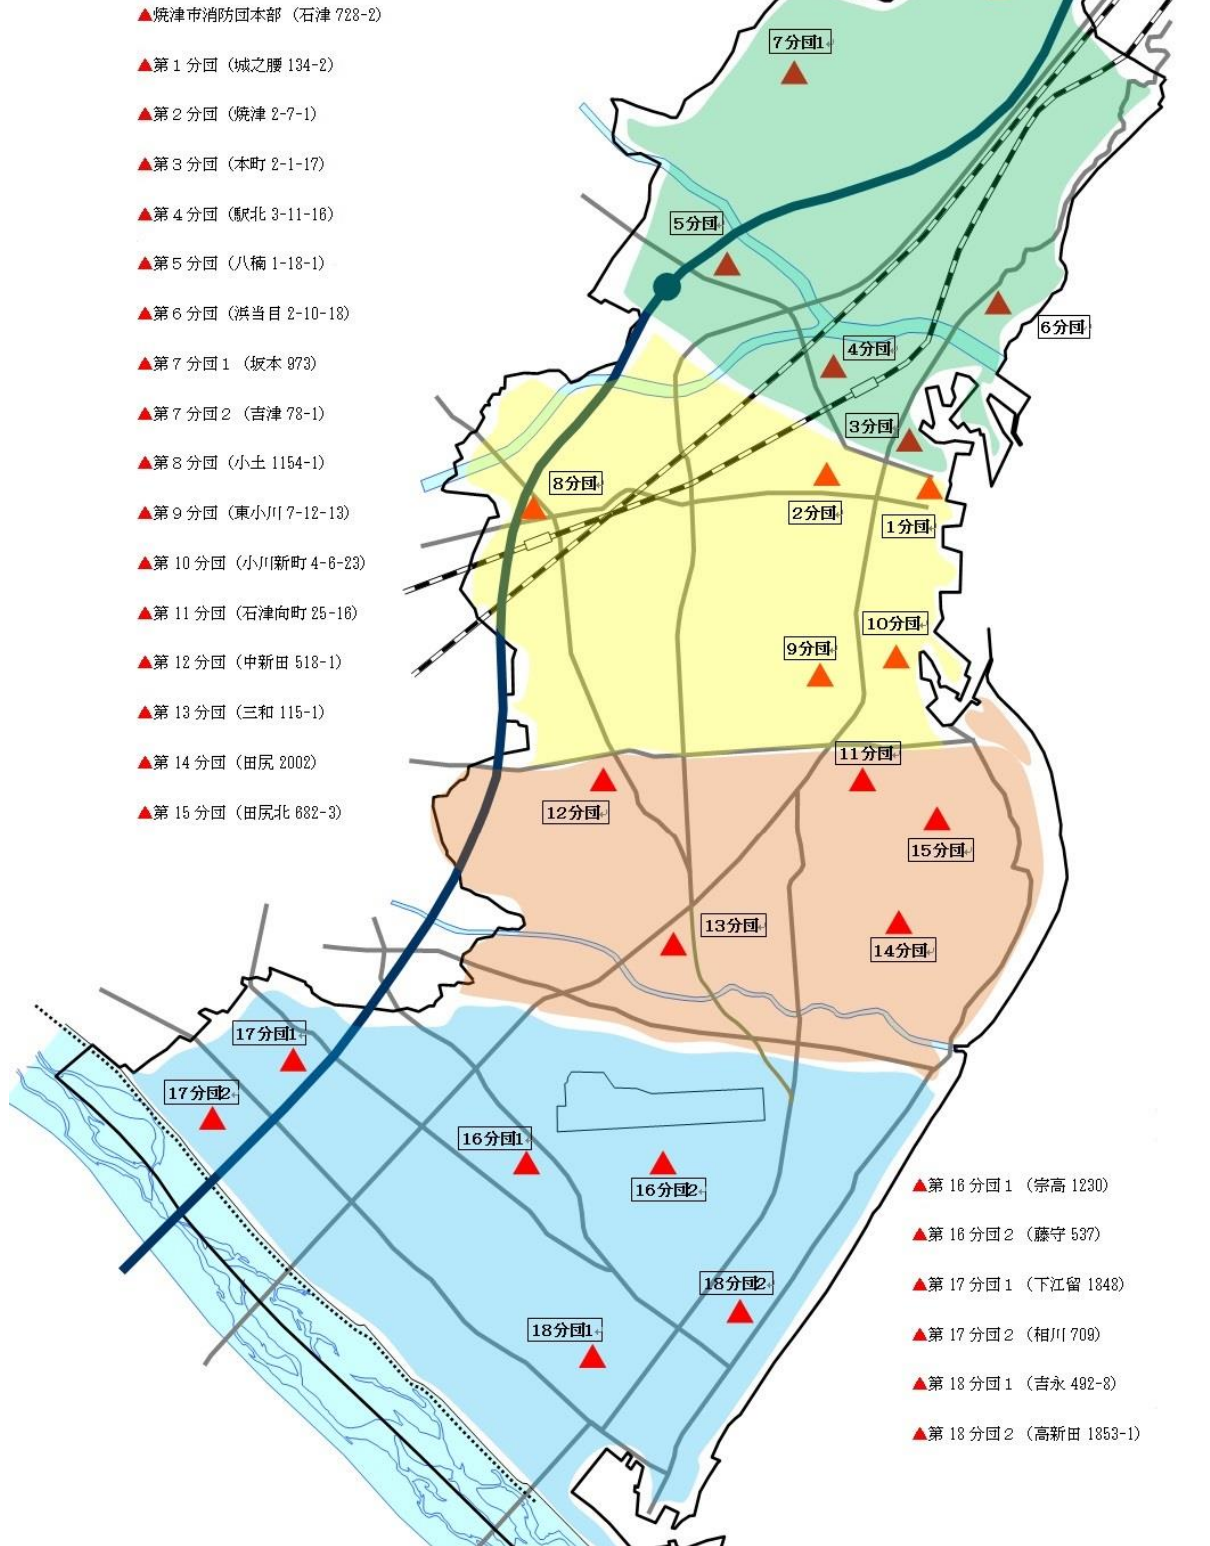 ▲焼津市消防団本部（石津 728-2）
▲第１分団（城之腰 134-2）
▲第２分団（焼津 2-7-1）
▲第３分団（本町 2-1-17）
▲第４分団（駅北 3-11-16）
▲第５分団（八楠 1-18-1）
▲第６分団（浜当目 2-10-18）
▲第７分団１（坂本 973）
▲第７分団２（吉津 78-1）
▲第８分団（小土 1154-1）
▲第９分団（東小川 7-12-13）
▲第 10 分団（小川新町 4-6-23）
▲第 11 分団（石津向町 25-16）
▲第 12 分団（中新田 518-1）
▲第 13 分団（三和 115-1）
▲第 14 分団（田尻 2002）
▲第 15 分団（田尻北 682-3）
７分団1
５分団
６分団
４分団
３分団
８分団
２分団
１分団
10分団
９分団
11分団
12分団
15分団
13分団
14分団
17分団1
17分団2
16分団1
16分団2
18分団2
18分団1
▲第 16 分団１（宗高 1230）
▲第 16 分団２（藤守 537）
▲第 17 分団１（下江留 1848）
▲第 17 分団２（相川 709）
▲第 18 分団１（吉永 492-8）
▲第 18 分団２（高新田 1853-1）